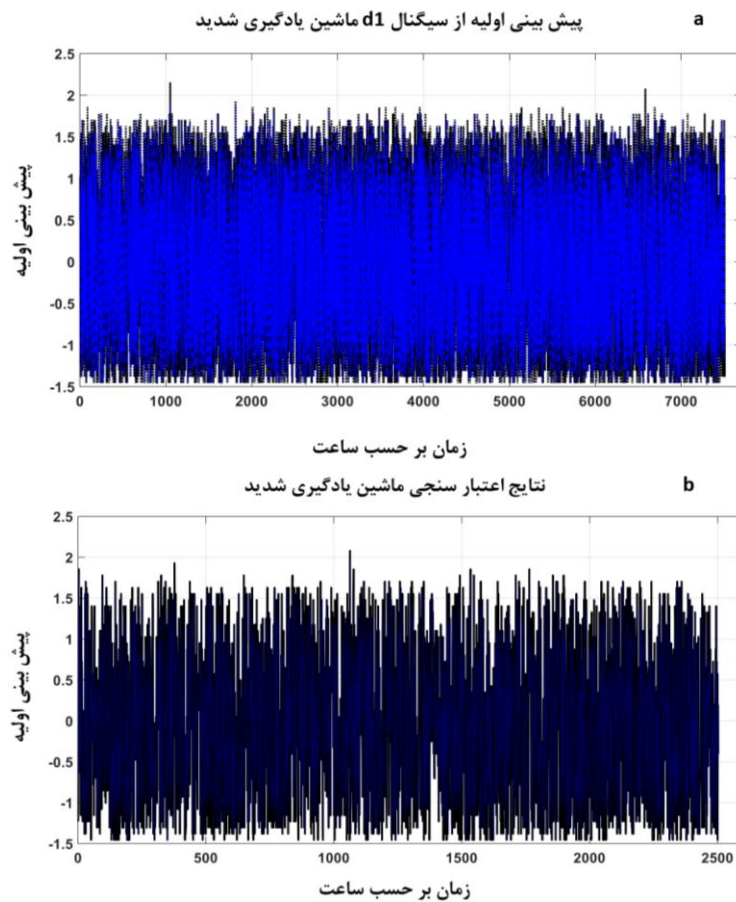 a پیش بینی اولیه از سیگنال d1 ماشین یادگیری شدید
2.5
2
1.5
1
0.5
0
-0.5
-1
-1.5
پیش بینی اولیه
0 1000 2000 3000 4000 5000 6000 7000
زمان بر حسب ساعت
b نتایج اعتبار سنجی ماشین یادگیری شدید
2.5
2
1.5
1
0.5
0
-0.5
-1
-1.5
پیش بینی اولیه
0 500 1000 1500 2000 2500
زمان بر حسب ساعت